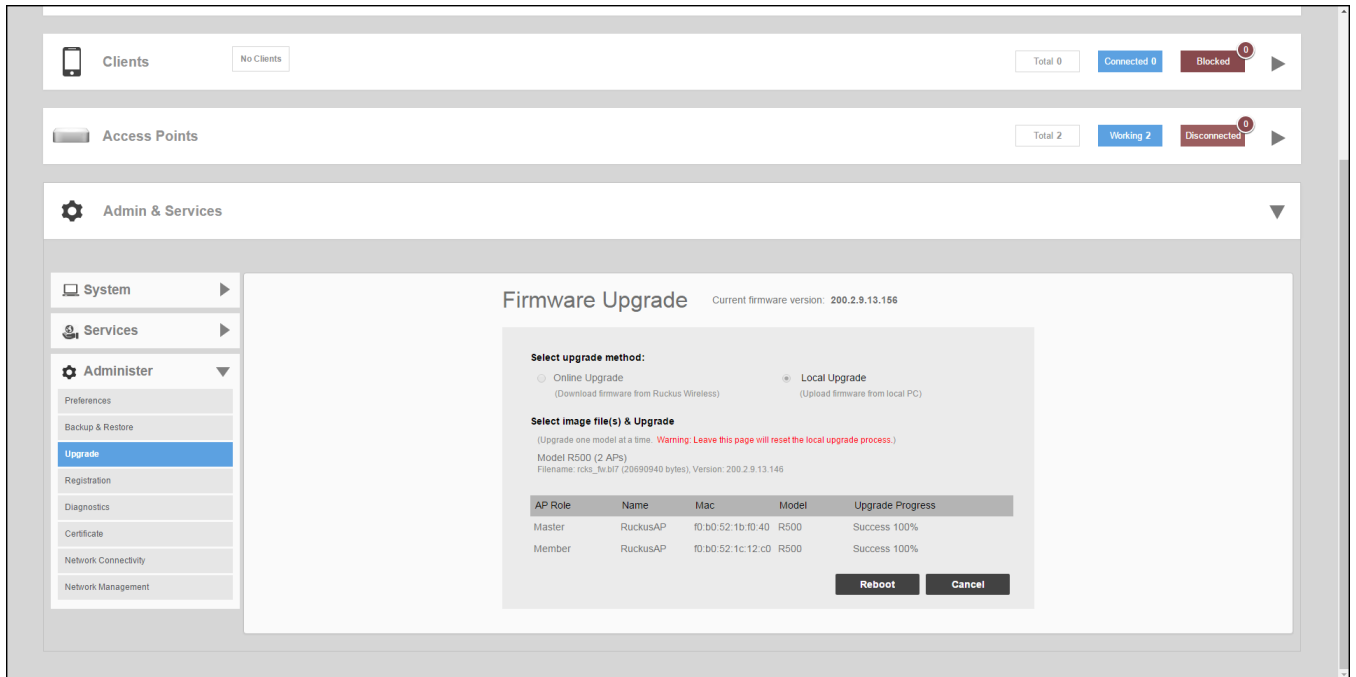 Clients
No Clients
Total 0
Connected 0
Blocked
0
Access Points
Total 2
Working 2
Disconnected
0
Admin & Services
System
Services
Administer
Preferences
Backup & Restore
Upgrade
Registration
Diagnostics
Certificate
Network Connectivity
Network Management
Firmware Upgrade
Current firmware version: 200.2.9.13.156
Select upgrade method:
Online Upgrade
(Download firmware from Ruckus Wireless)
Local Upgrade
(Upload firmware from local PC)
Select image file(s) & Upgrade
(Upgrade one model at a time. Warning: Leave this page will reset the local upgrade process.)
Model R500 (2 APs)
Filename: rcks_fw.bl7 (20690940 bytes), Version: 200.2.9.13.146
AP Role Name Mac Model Upgrade Progress
Master RuckusAP f0:b0:52:1b:f0:40 R500 Success 100%
Member RuckusAP f0:b0:52:1c:12:c0 R500 Success 100%
Reboot
Cancel